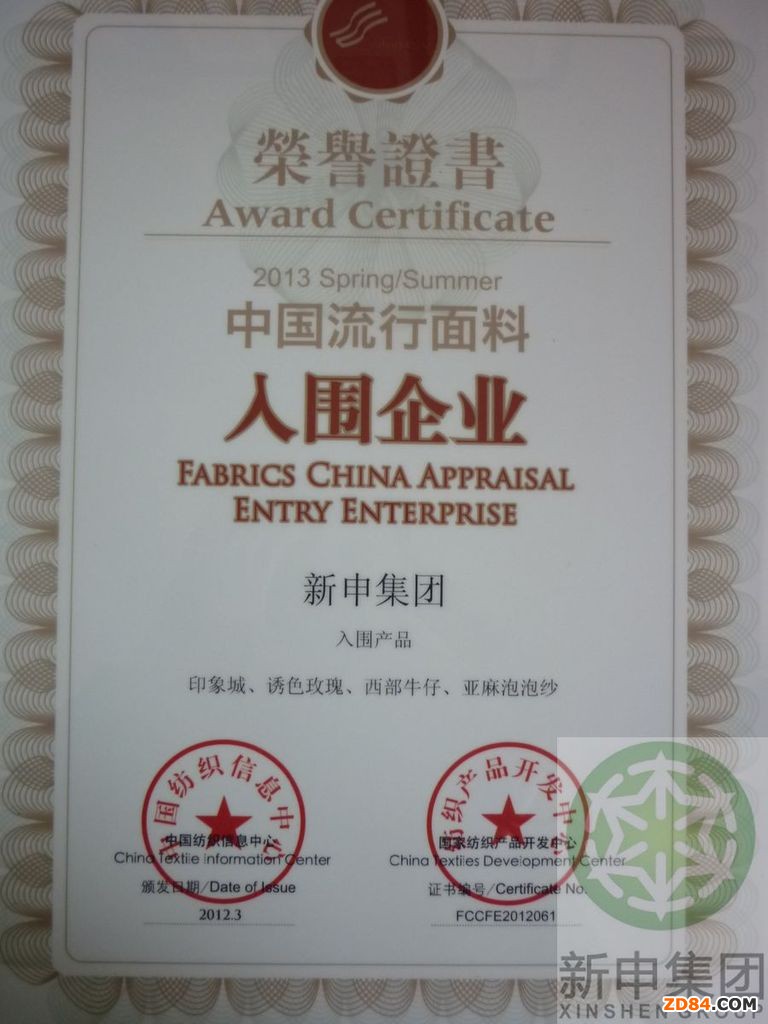 榮譽證書
Award Certificate
2013 Spring/Summer
中国流行面料
入围企业
FABRICS CHINA APPRAISAL
ENTRY ENTERPRISE
新申集团
入围产品
印象城、诱色玫瑰、西部牛仔、亚麻泡泡纱
中国纺织信息中心
中国纺织信息中心
China Textile Information Center
颁发日期/Date of Issue
2012.3
纺织产品开发中心
国家纺织产品开发中心
China Textiles Development Center
证书编号/Certificate No.
FCCFE2012061
新申集团
XINSHEN GROUP
ZD84.COM